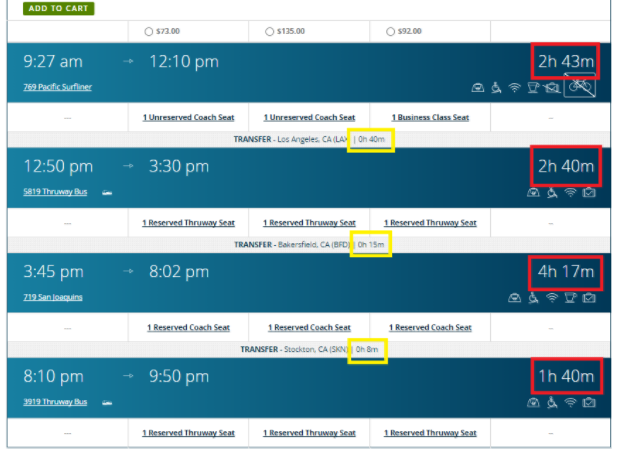 ADD TO CART
$73.00 $135.00 $92.00
9:27 am → 12:10 pm 2h 43m
769 Pacific Surfliner
--- 1 Unreserved Coach Seat 1 Unreserved Coach Seat 1 Business Class Seat --
TRANSFER - Los Angeles, CA (LAX) | 0h 40m
12:50 pm → 3:30 pm 2h 40m
5819 Thruway Bus
--- 1 Reserved Thruway Seat 1 Reserved Thruway Seat 1 Reserved Thruway Seat --
TRANSFER - Bakersfield, CA (BFD) | 0h 15m
3:45 pm → 8:02 pm 4h 17m
719 San Joaquins
--- 1 Reserved Coach Seat 1 Reserved Coach Seat 1 Reserved Coach Seat --
TRANSFER - Stockton, CA (SKN) | 0h 8m
8:10 pm → 9:50 pm 1h 40m
3919 Thruway Bus
--- 1 Reserved Thruway Seat 1 Reserved Thruway Seat 1 Reserved Thruway Seat --